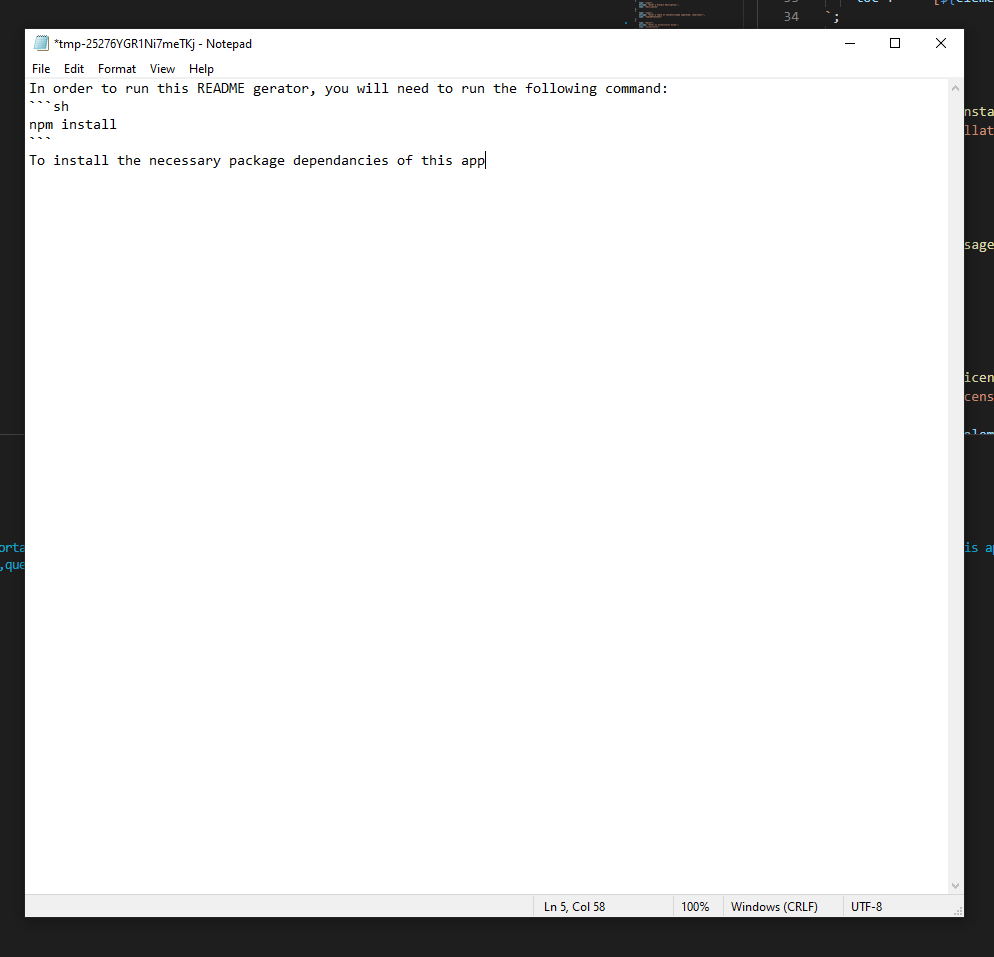 34 `;
*tmp-25276YGR1Ni7meTKj - Notepad
File Edit Format View Help
In order to run this README gerator, you will need to run the following command:
```sh
npm install
```
To install the necessary package dependancies of this app
nsta
llat
sage
icen
cens
orta
is ap
,que
Ln 5, Col 58 100% Windows (CRLF) UTF-8